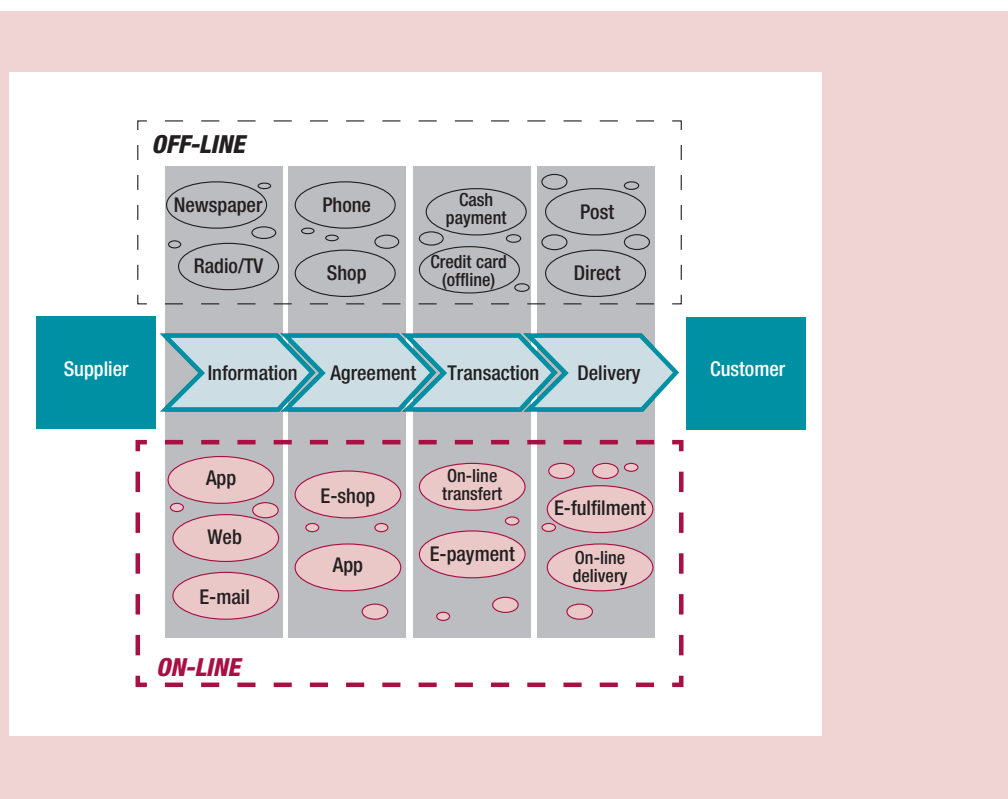 OFF-LINE
Newspaper
Radio/TV
Phone
Shop
Cash
payment
Credit card
(offline)
Post
Direct
Supplier
Information
Agreement
Transaction
Delivery
Customer
App
Web
E-mail
E-shop
App
On-line
transfert
E-payment
E-fulfilment
On-line
delivery
ON-LINE